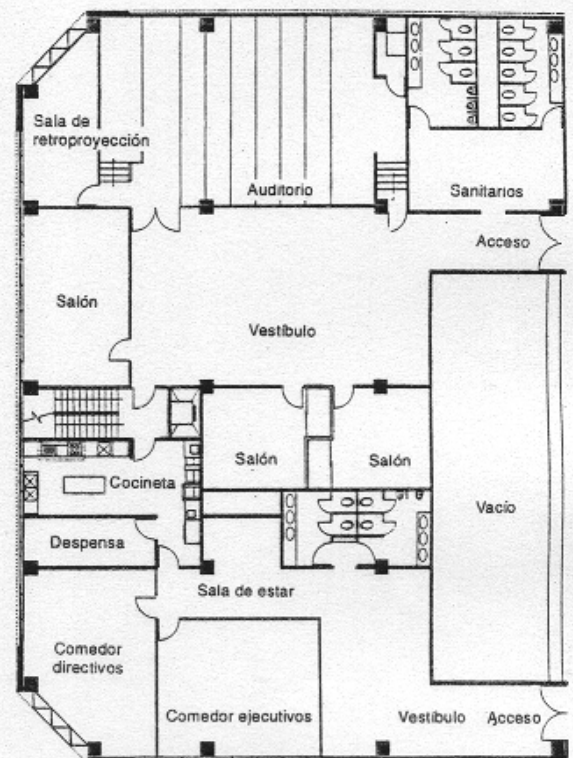 Sala de
retroproyección
Auditorio
Sanitarios
Acceso
Salón
Vestíbulo
Salón
Salón
Cocineta
Vacío
Despensa
Sala de estar
Comedor
directivos
Comedor ejecutivos
Vestíbulo
Acceso